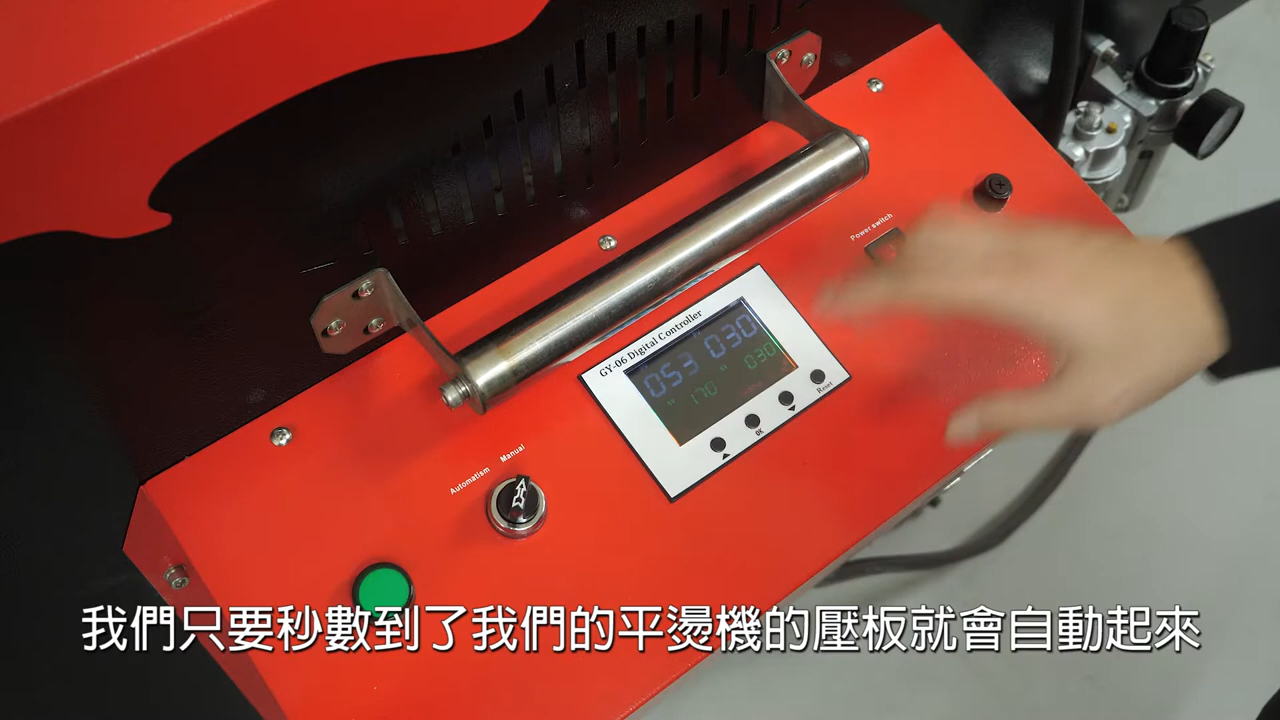 Power switch
GY-06 Digital Controller
053 030
170 030
OK
Reset
Manual
Automatism
我們只要秒數到了我們的平燙機的壓板就會自動起來